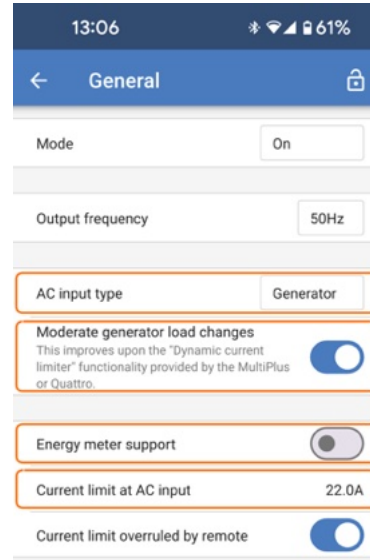 13:06 61%
General
Mode On
Output frequency 50Hz
AC input type Generator
Moderate generator load changes
This improves upon the "Dynamic current
limiter" functionality provided by the MultiPlus
or Quattro.
Energy meter support
Current limit at AC input 22.0A
Current limit overruled by remote